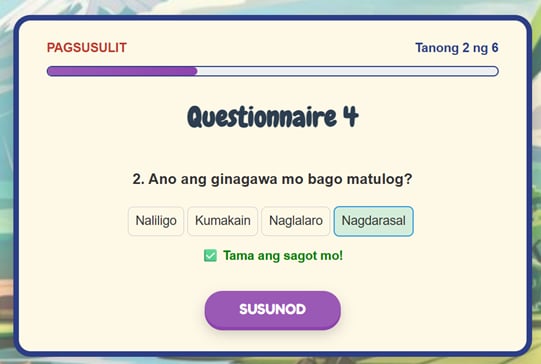 PAGSUSULIT
Tanong 2 ng 6
Questionnaire 4
2. Ano ang ginagawa mo bago matulog?
Naliligo
Kumakain
Naglalaro
Nagdarasal
✅ Tama ang sagot mo!
SUSUNOD